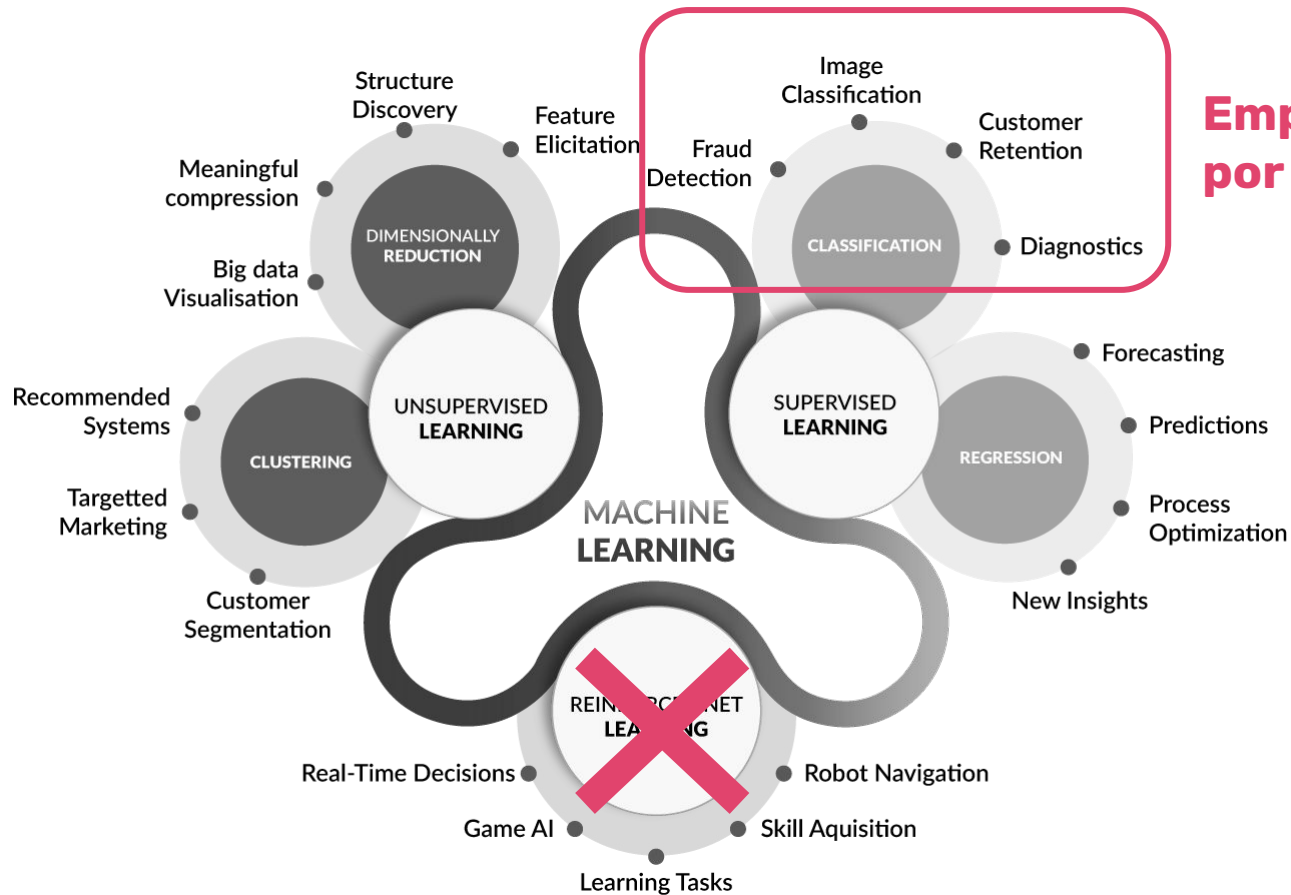 Structure
Discovery
Feature
Elicitation
Meaningful
compression
Big data
Visualisation
DIMENSIONALLY
REDUCTION
Image
Classification
Customer
Retention
Fraud
Detection
Diagnostics
CLASSIFICATION
por
Recommended
Systems
Targetted
Marketing
Customer
Segmentation
CLUSTERING
UNSUPERVISED
LEARNING
SUPERVISED
LEARNING
Forecasting
Predictions
Process
Optimization
New Insights
REGRESSION
MACHINE
LEARNING
LEARNING
Real-Time Decisions
Game AI
Learning Tasks
Skill Aquisition
Robot Navigation